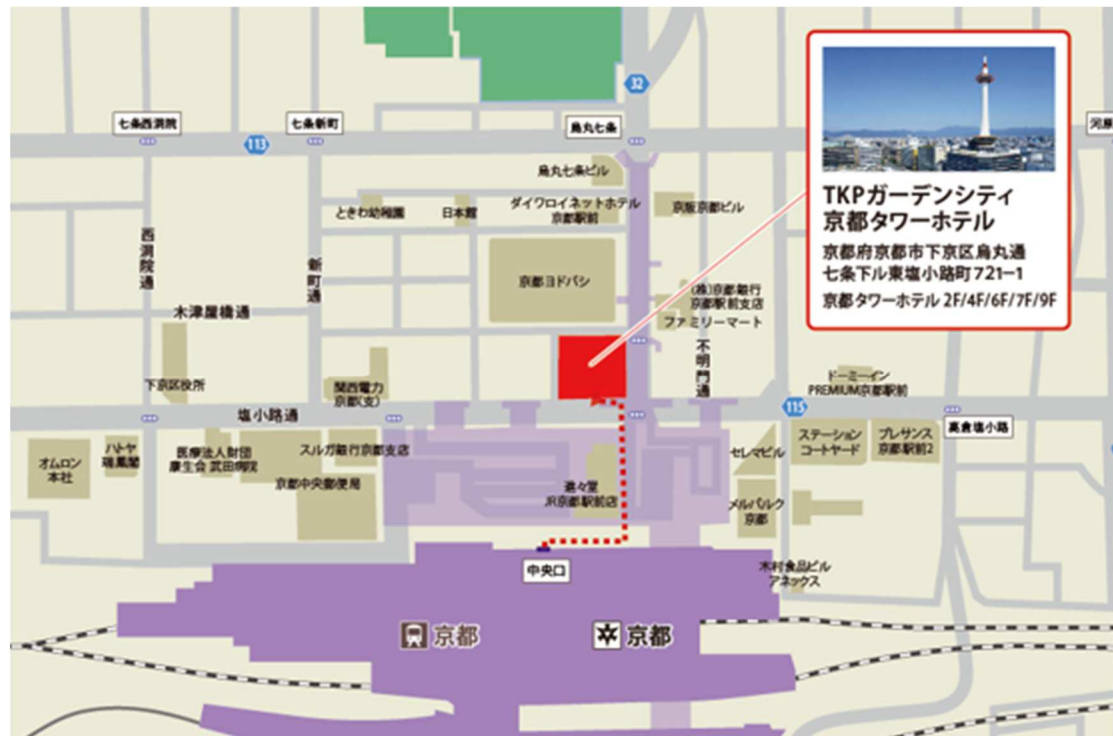 32
七条西洞院
七条新町
烏丸七条
河原
113
烏丸七条ビル
ときわ幼稚園
日本館
ダイワロイネットホテル
京都駅前
京阪京都ビル
TKPガーデンシティ
京都タワーホテル
京都府京都市下京区烏丸通
七条下ル東塩小路町721-1
京都タワーホテル 2F/4F/6F/7F/9F
西洞院通
新町通
京都ヨドバシ
(株)京都銀行
京都駅前支店
ファミリーマート
木津屋橋通
不明門通
下京区役所
関西電力
京都(支)
ドーミーイン
PREMIUM京都駅前
115
塩小路通
高倉塩小路
オムロン
本社
ハトヤ
瑞鳳閣
医療法人財団
康生会 武田病院
スルガ銀行京都支店
京都中央郵便局
進々堂
JR京都駅前店
セレマビル
ステーション
コートヤード
プレサンス
京都駅前2
メルパルク
京都
中央口
木村食品ビル
アネックス
京都
京都